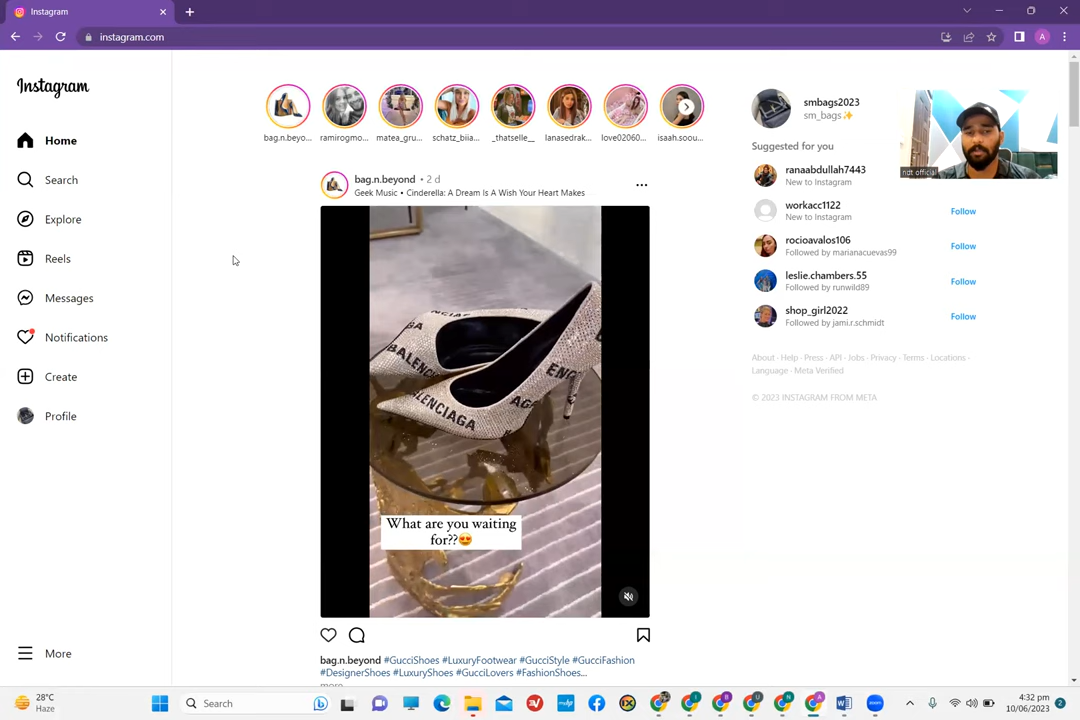 Instagram
instagram.com
A
Instagram
Home
Search
Explore
Reels
Messages
Notifications
Create
Profile
More
bag.n.beyo...
ramirogmo...
matea_gru...
schatz_biia...
_thatselle__
lanasedrak...
love02060...
isaah.soou...
bag.n.beyond • 2 d
Geek Music • Cinderella: A Dream Is A Wish Your Heart Makes
BALENCIAGA
What are you waiting
for??😍
bag.n.beyond #GucciShoes #LuxuryFootwear #GucciStyle #GucciFashion
#DesignerShoes #LuxuryShoes #GucciLovers #FashionShoes...
more
smbags2023
sm_bags✨
Suggested for you
ranaabdullah7443
New to Instagram
workacc1122
New to Instagram
Follow
rocioavalos106
Followed by marianacuevas99
Follow
leslie.chambers.55
Followed by runwild89
Follow
shop_girl2022
Followed by jami.r.schmidt
Follow
About · Help · Press · API · Jobs · Privacy · Terms · Locations ·
Language · Meta Verified
© 2023 INSTAGRAM FROM META
ndt official
28°C
Haze
Search
4:32 pm
10/06/2023
2